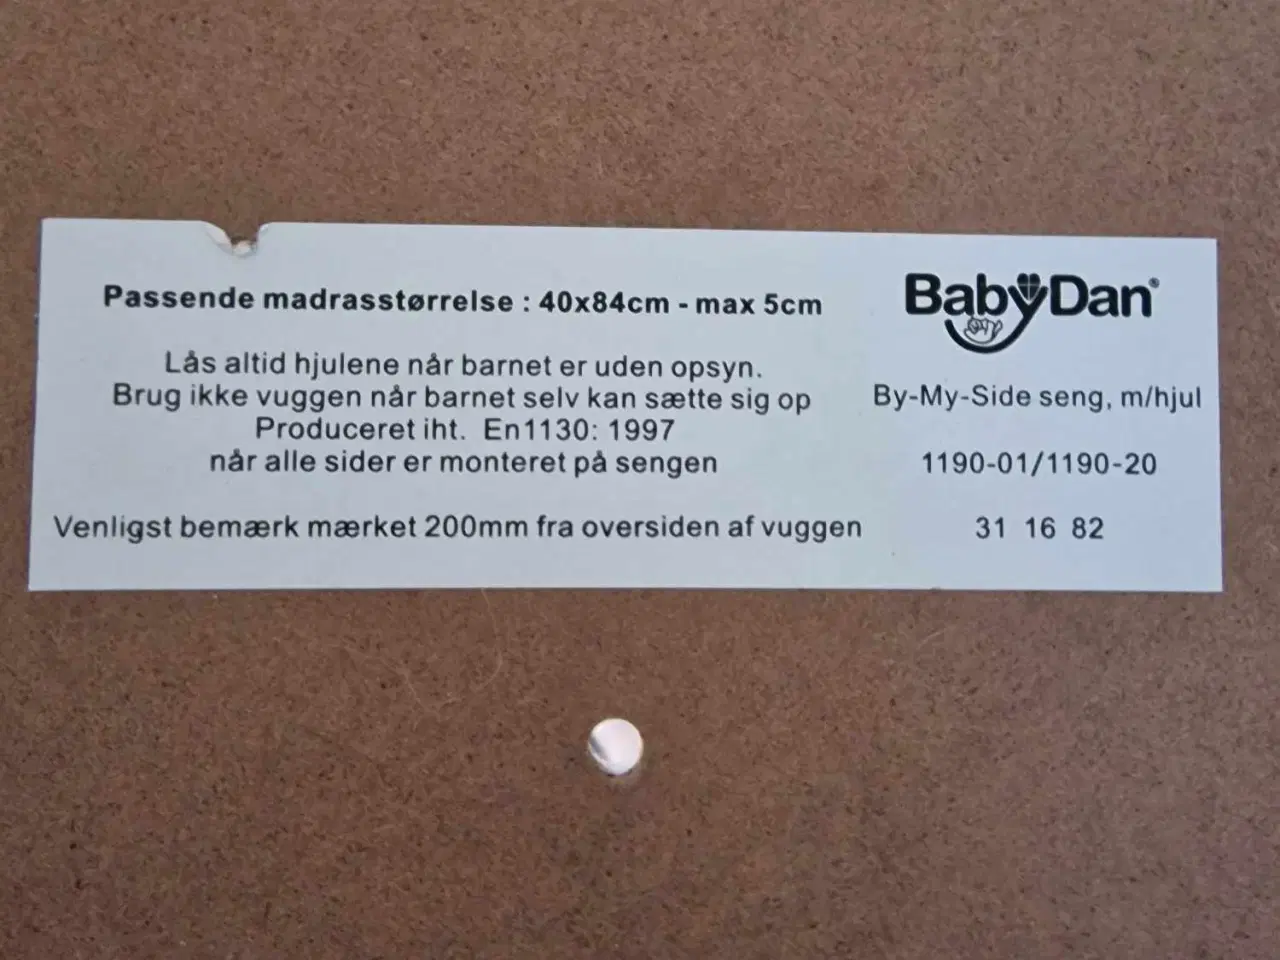 Passende madrasstørrelse : 40x84cm - max 5cm
Lås altid hjulene når barnet er uden opsyn.
Brug ikke vuggen når barnet selv kan sætte sig op
Produceret iht. En1130: 1997
når alle sider er monteret på sengen
Venligst bemærk mærket 200mm fra oversiden af vuggen
BabyDan®
By-My-Side seng, m/hjul
1190-01/1190-20
31 16 82